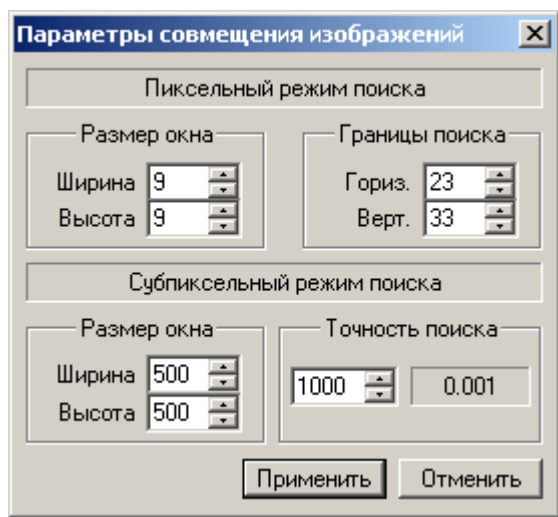 Параметры совмещения изображений
Пиксельный режим поиска
Размер окна
Границы поиска
Ширина 9
Гориз. 23
Высота 9
Верт. 33
Субпиксельный режим поиска
Размер окна
Точность поиска
Ширина 500
1000 0.001
Высота 500
Применить Отменить